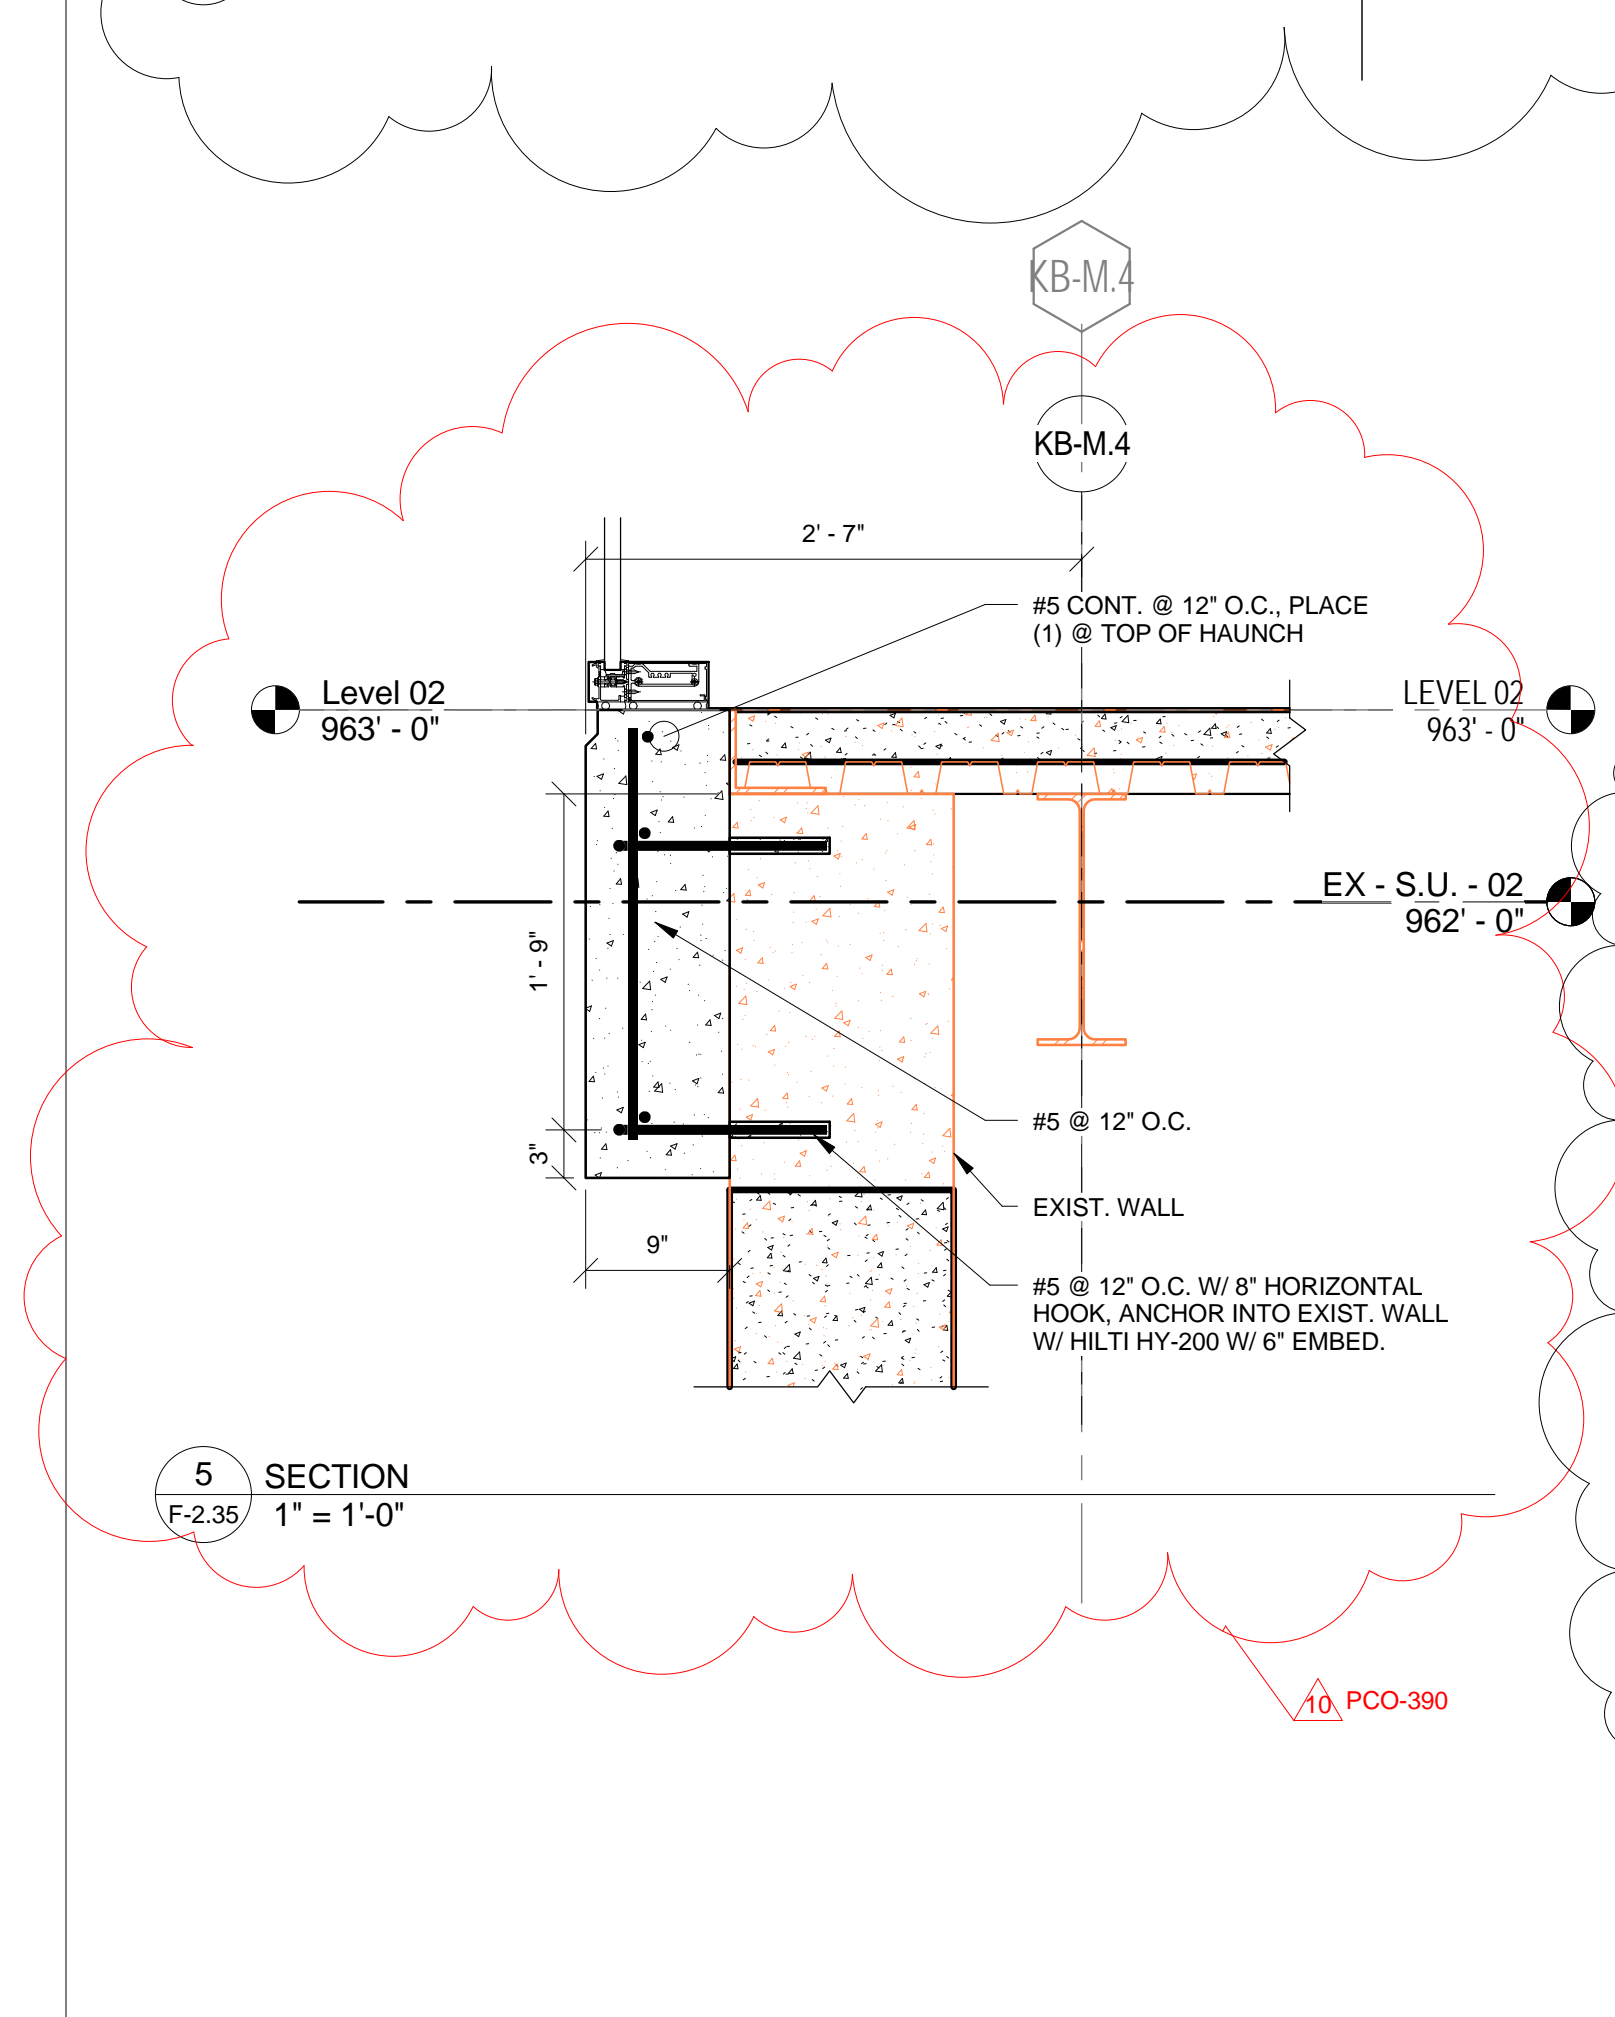 KB-M.4
KB-M.4
2' - 7"
#5 CONT. @ 12" O.C., PLACE
(1) @ TOP OF HAUNCH
Level 02
963' - 0"
LEVEL 02
963' - 0"
EX - S.U. - 02
962' - 0"
1' - 9"
#5 @ 12" O.C.
3"
EXIST. WALL
9"
#5 @ 12" O.C. W/ 8" HORIZONTAL
HOOK, ANCHOR INTO EXIST. WALL
W/ HILTI HY-200 W/ 6" EMBED.
5
F-2.35
SECTION
1" = 1'-0"
10
PCO-390